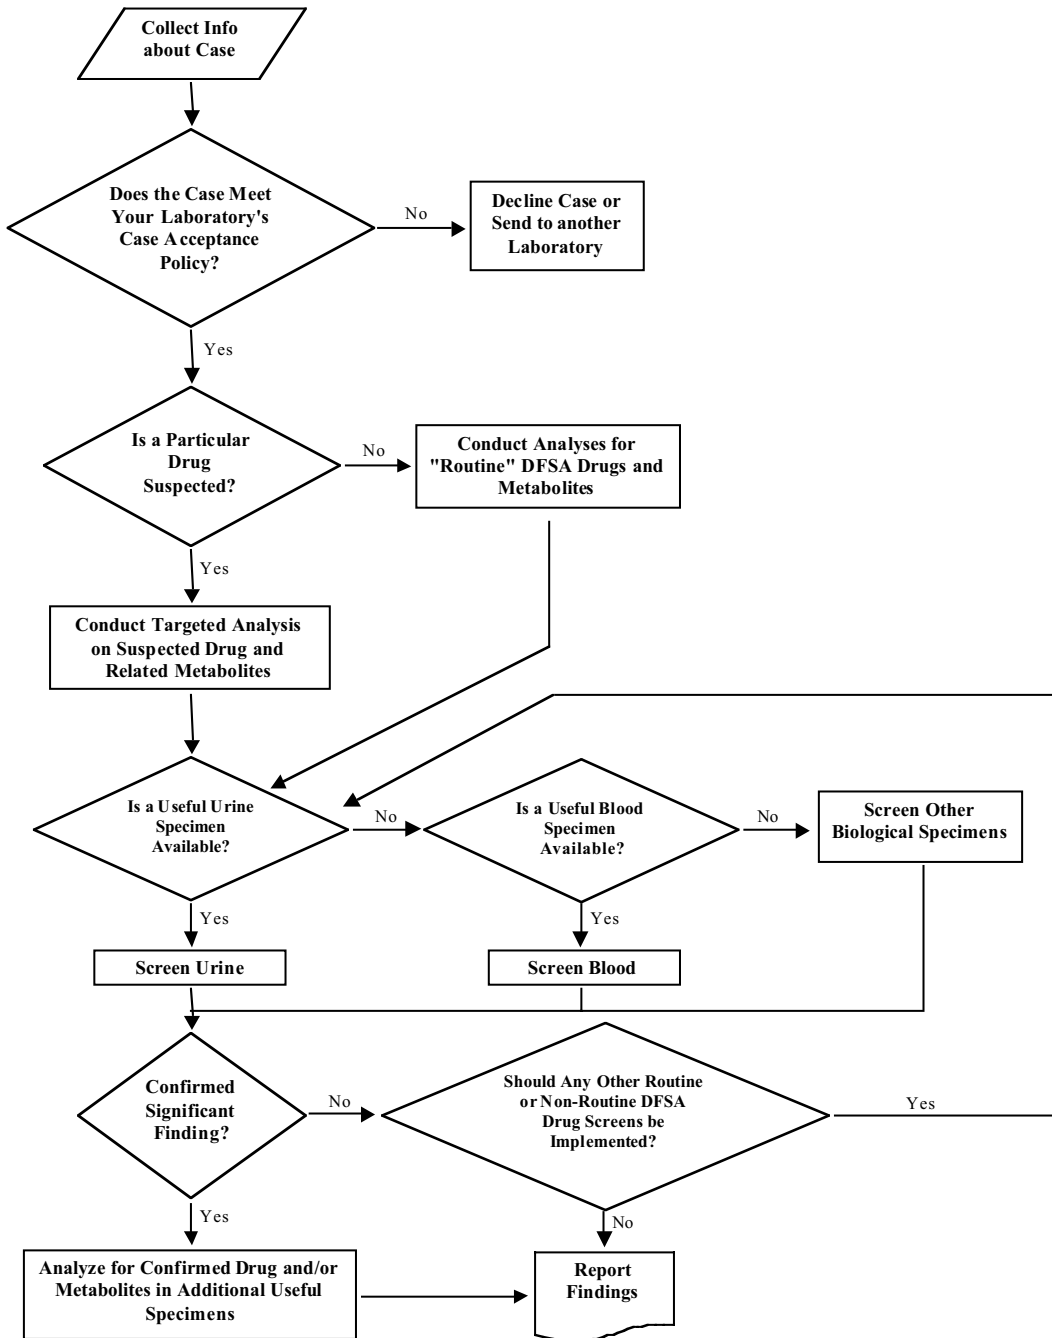 Collect Info
about Case
Does the Case Meet
Your Laboratory's
Case Acceptance
Policy?
No
Decline Case or
Send to another
Laboratory
Yes
Is a Particular
Drug
Suspected?
No
Conduct Analyses for
"Routine" DFSA Drugs and
Metabolites
Yes
Conduct Targeted Analysis
on Suspected Drug and
Related Metabolites
Is a Useful Urine
Specimen
Available?
No
Is a Useful Blood
Specimen
Available?
No
Screen Other
Biological Specimens
Yes
Yes
Screen Urine
Screen Blood
Confirmed
Significant
Finding?
No
Should Any Other Routine
or Non-Routine DFSA
Drug Screens be
Implemented?
Yes
Yes
No
Analyze for Confirmed Drug and/or
Metabolites in Additional Useful
Specimens
Report
Findings